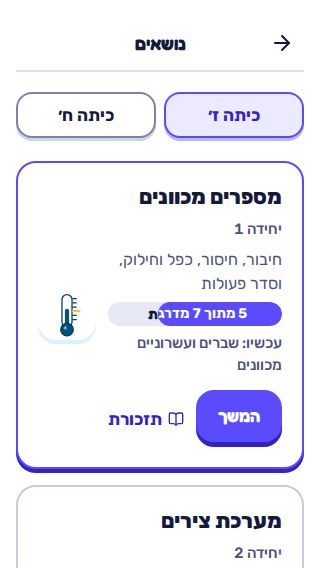 נושאים
כיתה ז׳
כיתה ח׳
מספרים מכוונים
יחידה 1
חיבור, חיסור, כפל וחילוק,
וסדר פעולות
5 מתוך 7 מדרגת
עכשיו: שברים ועשרוניים
מכוונים
המשך
תזכורת
מערכת צירים
יחידה 2